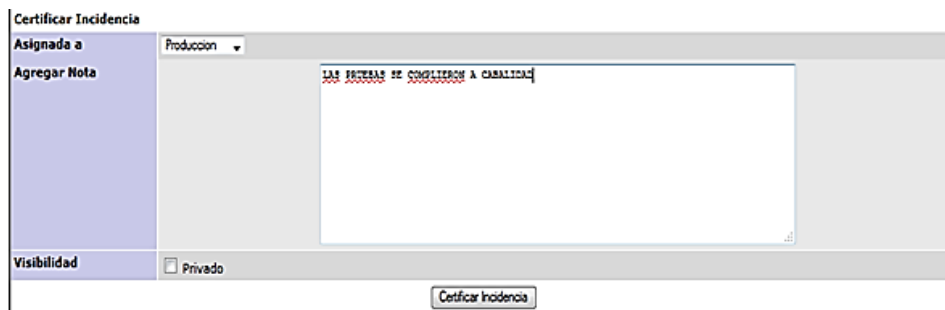 Certificar Incidencia
Asignada a Produccion
Agregar Nota LAS PRUEBAS SE CUMPLIERON A CABALIDAD
Visibilidad Privado
Certificar Incidencia